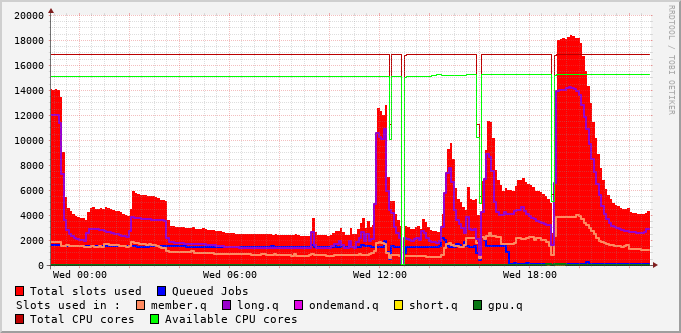 20000
18000
16000
14000
12000
10000
8000
6000
4000
2000
0
Wed 00:00 Wed 06:00 Wed 12:00 Wed 18:00
RRDTOOL / TOBI OETIKER
Total slots used Queued Jobs
Slots used in : member.q long.q ondemand.q short.q gpu.q
Total CPU cores Available CPU cores